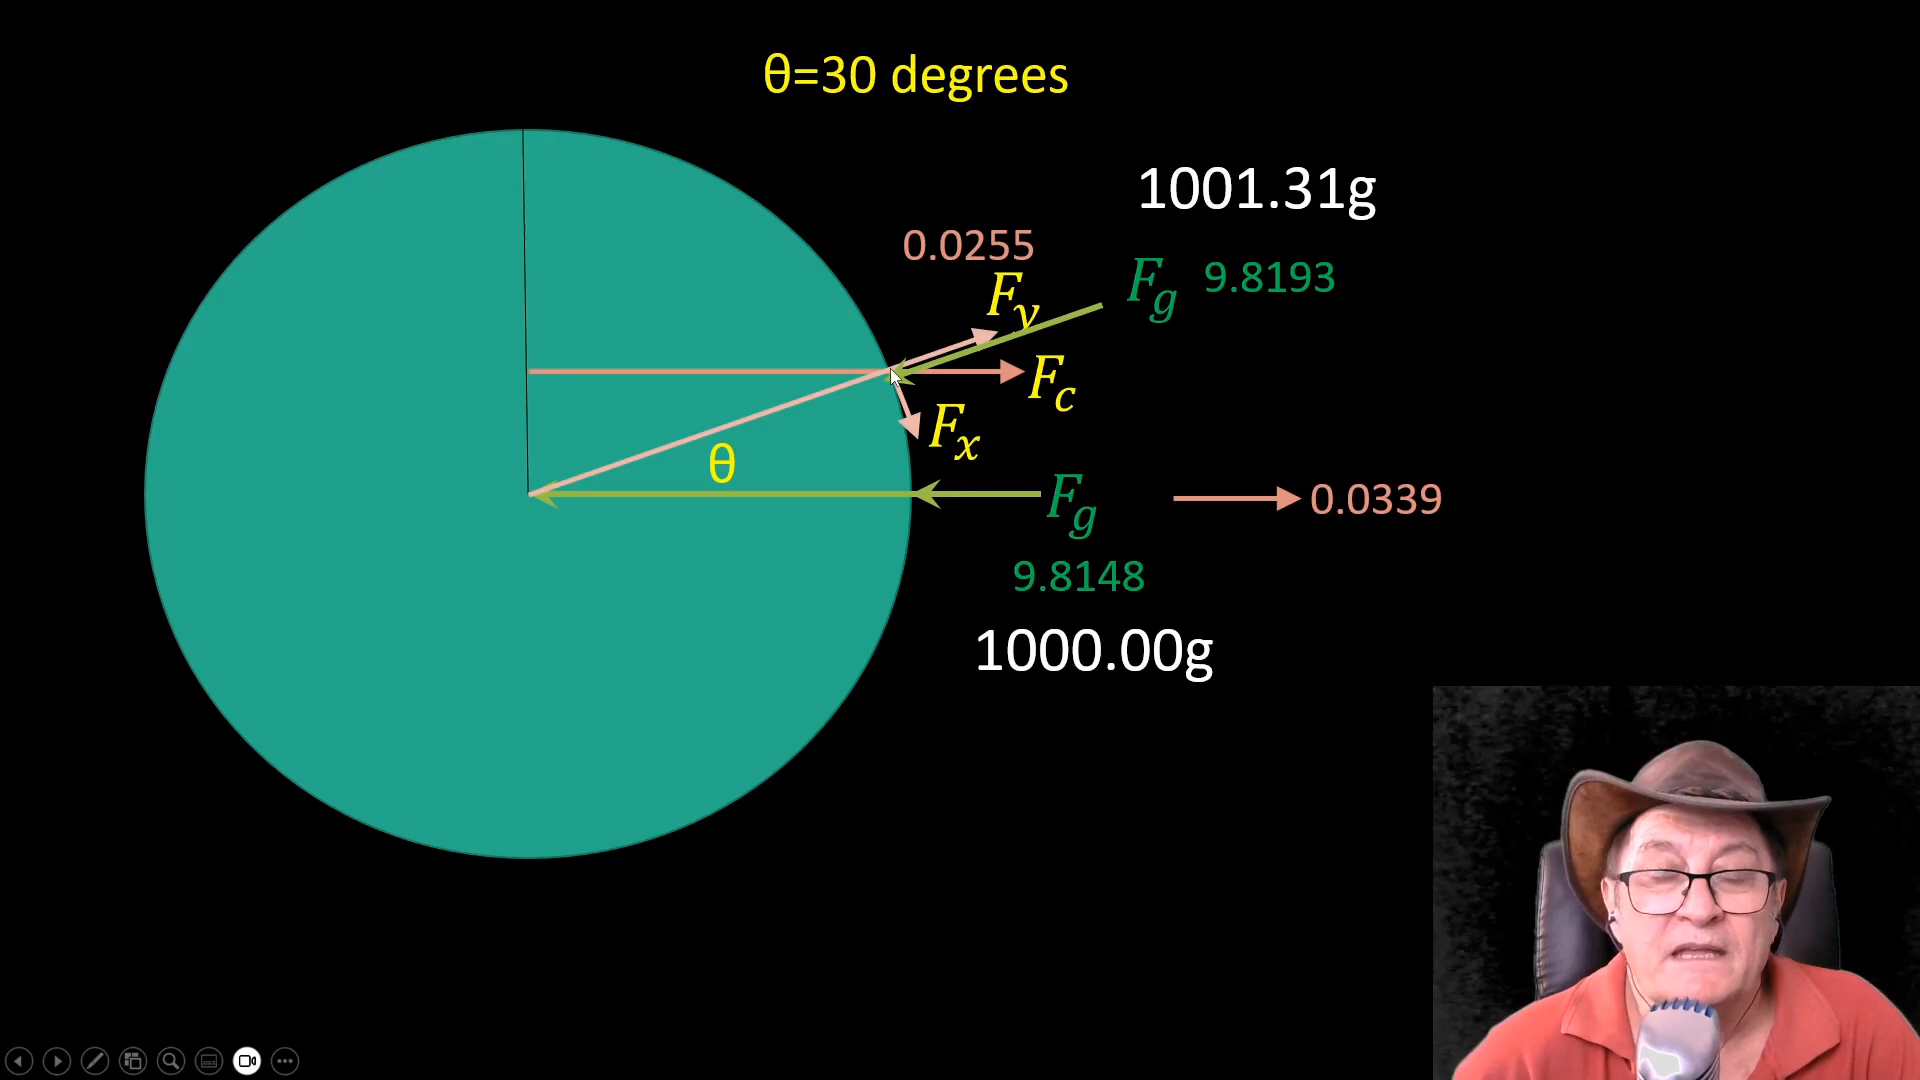 θ=30 degrees
1001.31g
0.0255
F_y
F_g 9.8193
F_c
F_x
θ
F_g
0.0339
9.8148
1000.00g